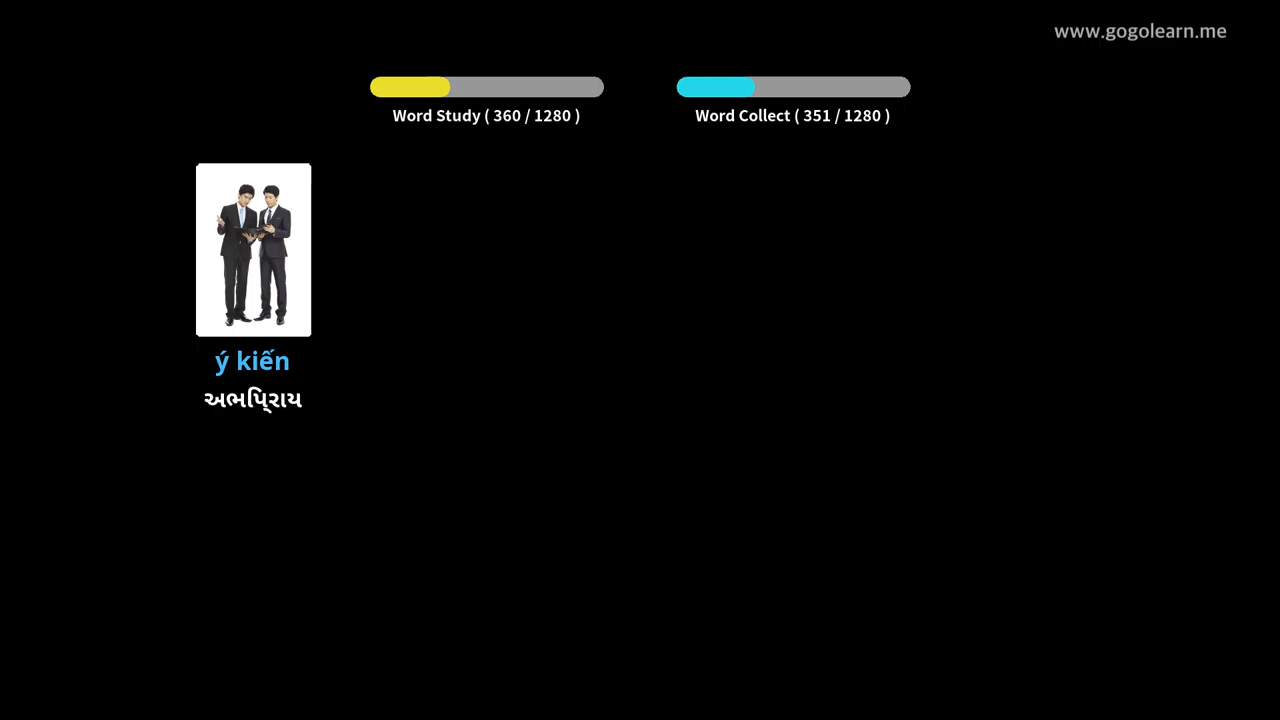 www.gogolearn.me
Word Study ( 360 / 1280 )
Word Collect ( 351 / 1280 )
ý kiến
અભિપ્રાય